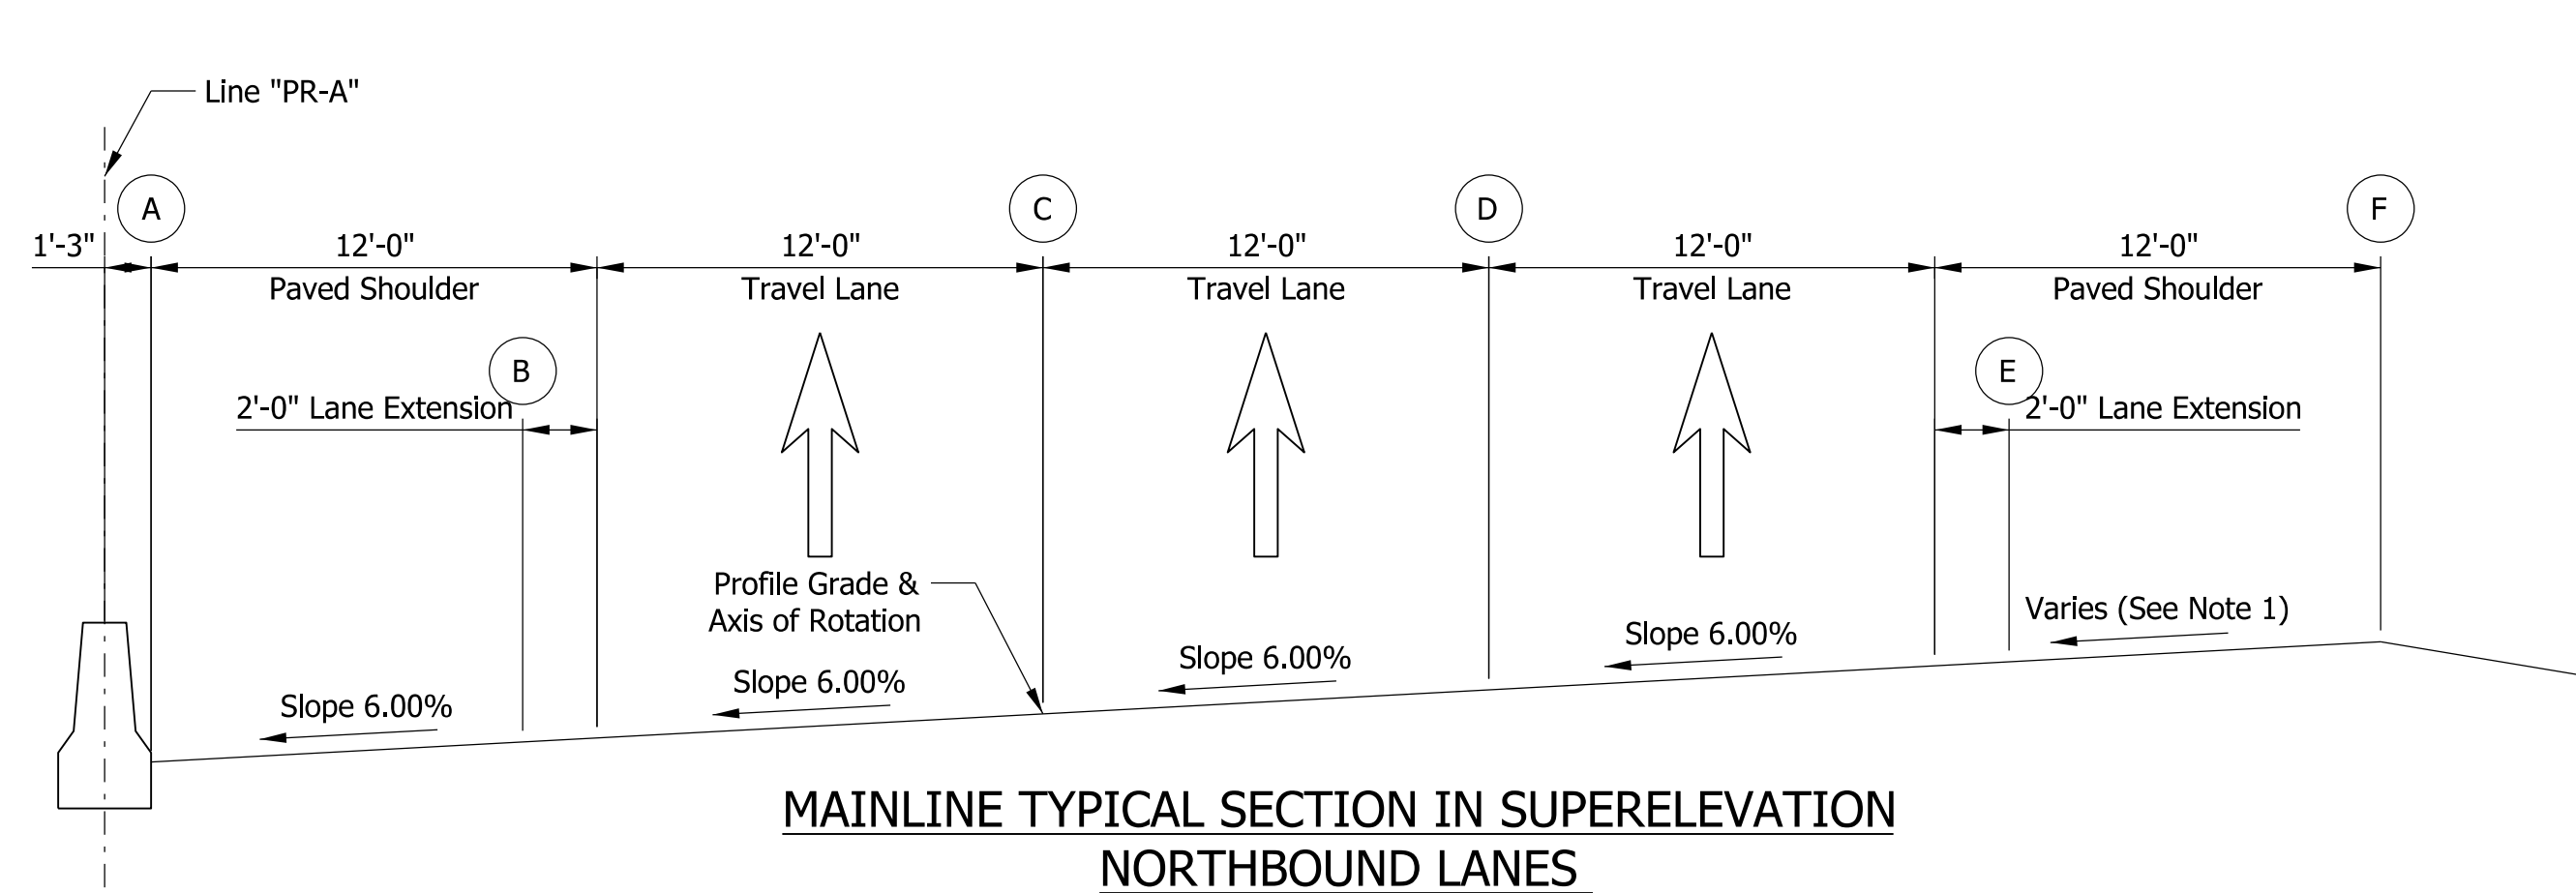 Line "PR-A"
A
C
D
F
1'-3"
12'-0"
12'-0"
12'-0"
12'-0"
12'-0"
Paved Shoulder
Travel Lane
Travel Lane
Travel Lane
Paved Shoulder
B
E
2'-0" Lane Extension
2'-0" Lane Extension
Profile Grade &
Axis of Rotation
Varies (See Note 1)
Slope 6.00%
Slope 6.00%
Slope 6.00%
Slope 6.00%
MAINLINE TYPICAL SECTION IN SUPERELEVATION
NORTHBOUND LANES